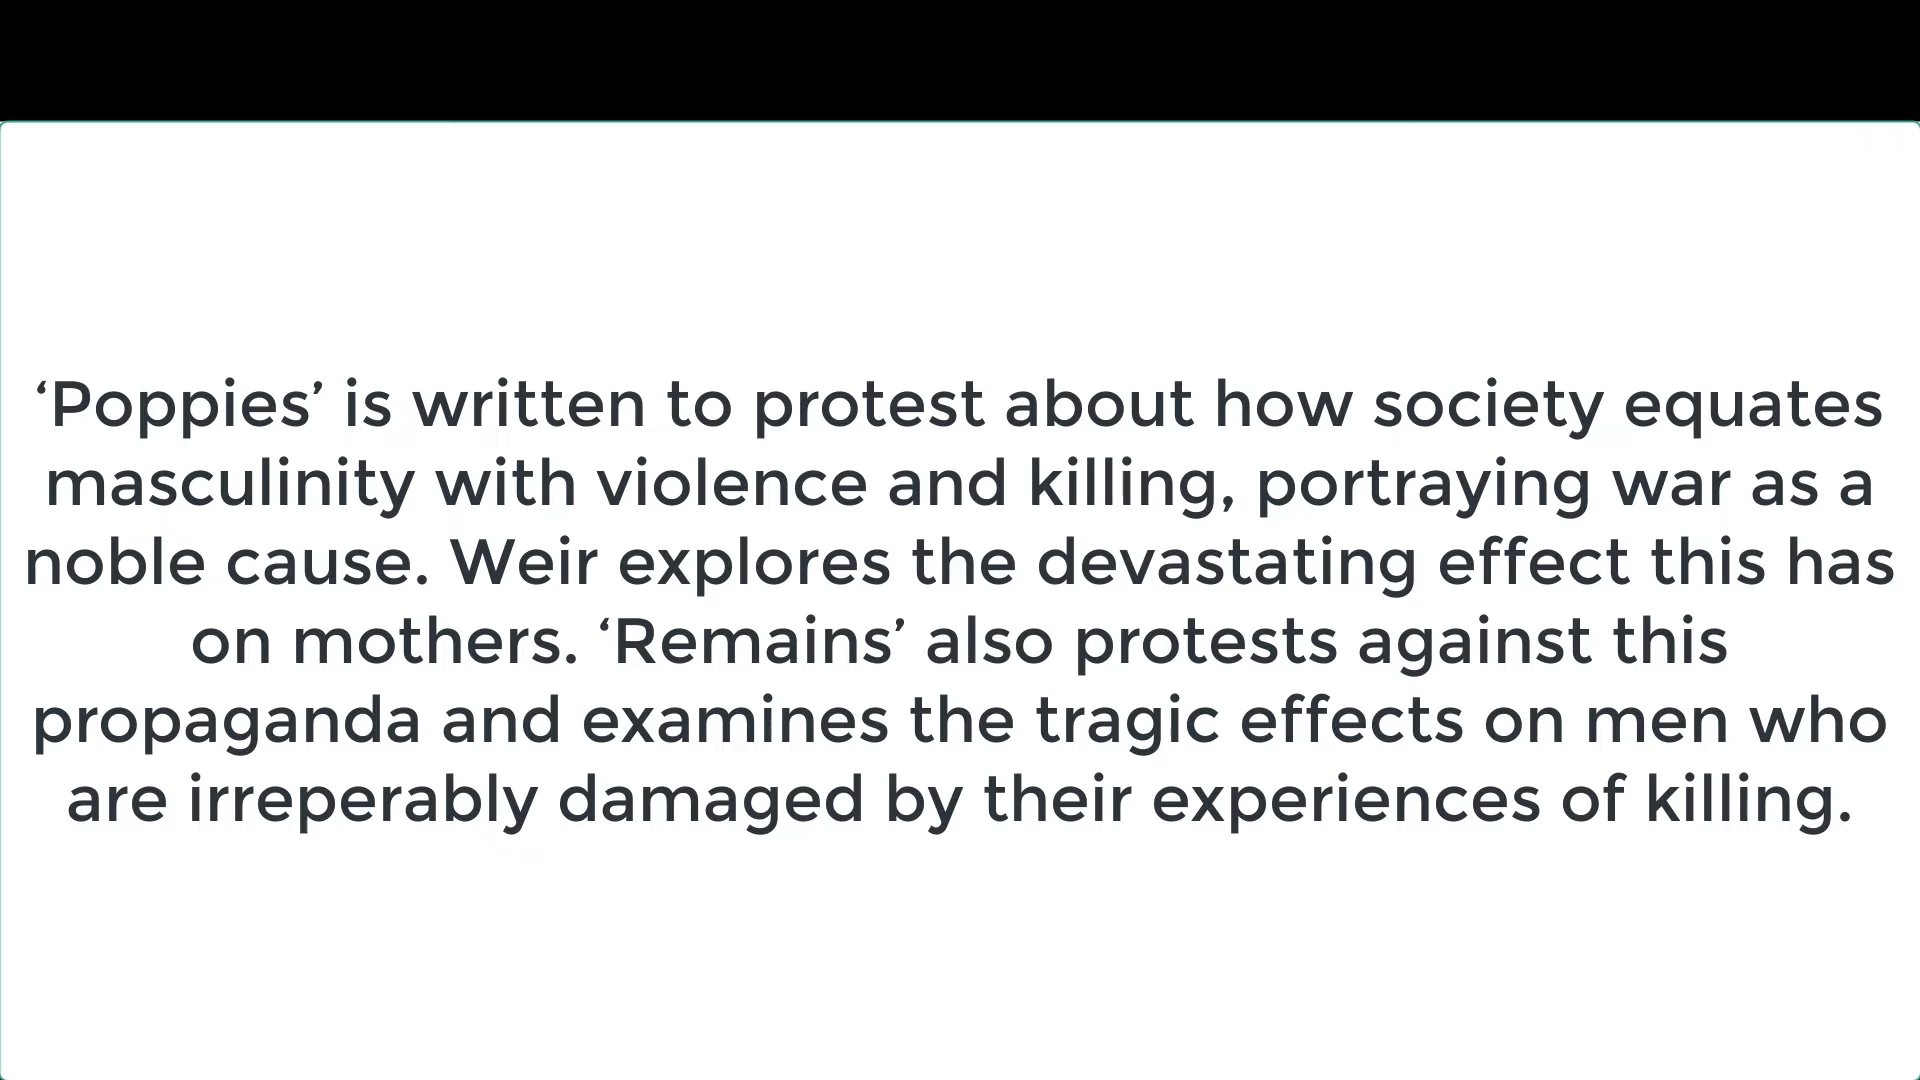 ‘Poppies’ is written to protest about how society equates
masculinity with violence and killing, portraying war as a
noble cause. Weir explores the devastating effect this has
on mothers. ‘Remains’ also protests against this
propaganda and examines the tragic effects on men who
are irreperably damaged by their experiences of killing.